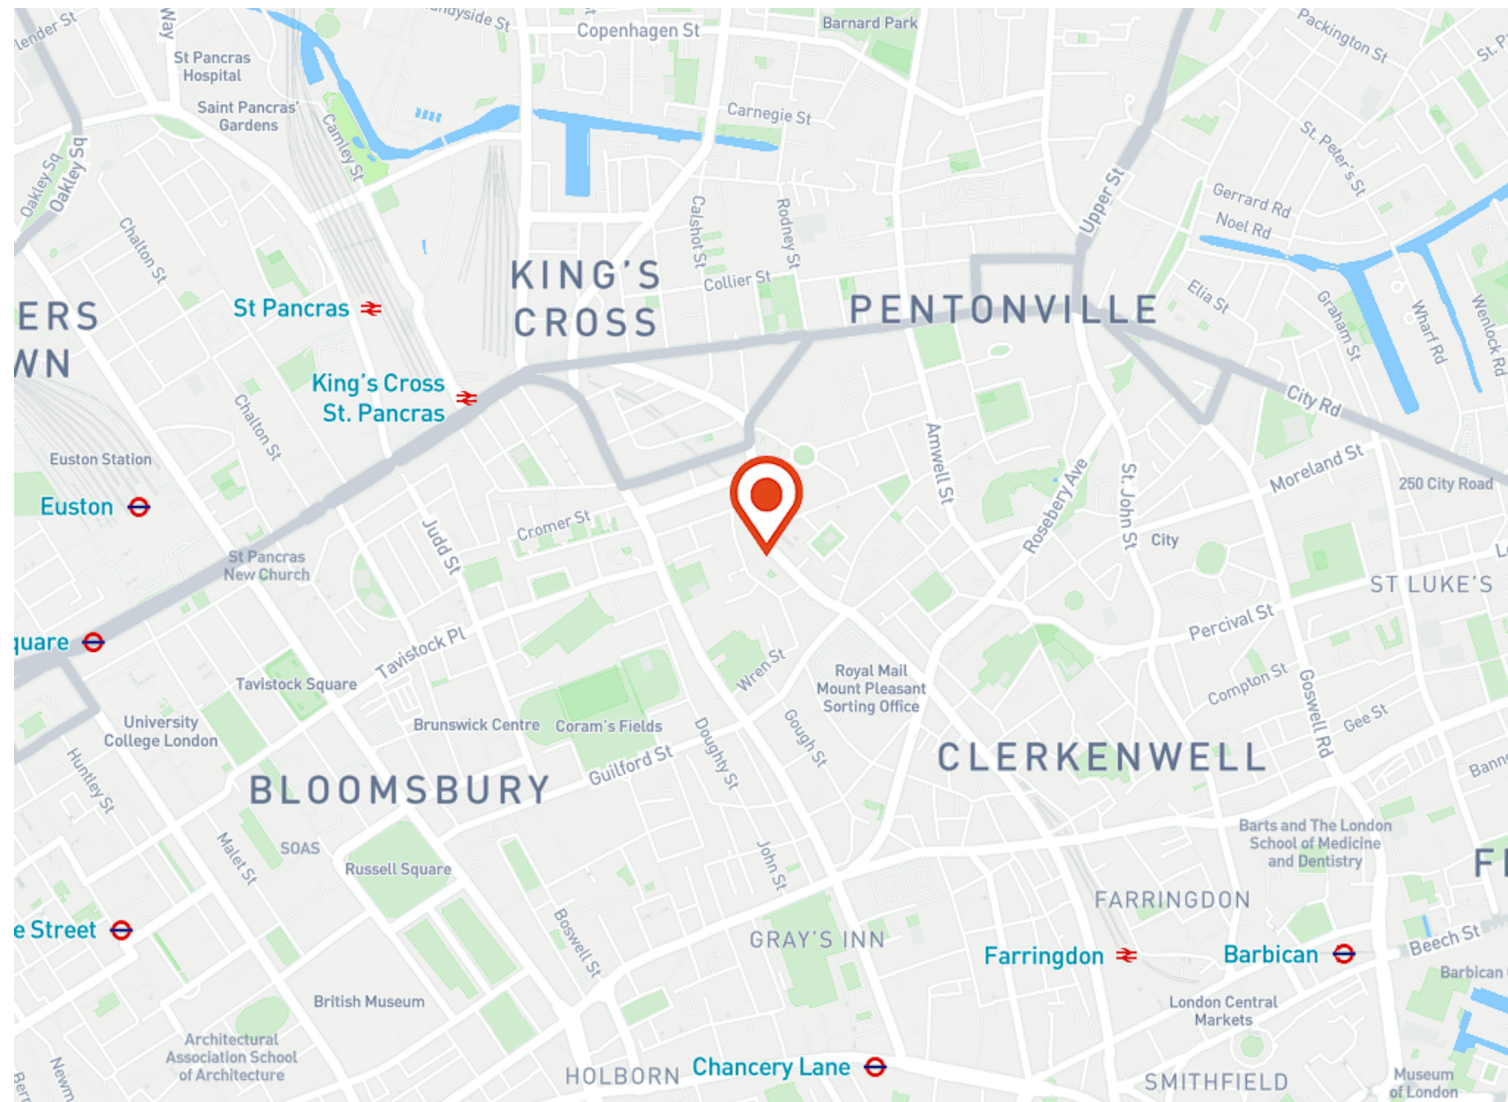 Copenhagen St
Barnard Park
Packington St
St Pancras
Hospital
Saint Pancras'
Gardens
Camley St
Carnegie St
St. Peter's St
Oakley Sq
Oakley Sq
Chalton St
Calshot St
Rodney St
Upper St
Gerrard Rd
Noel Rd
Collier St
Elia St
Graham St
Wharf Rd
Wenlock Rd
KING'S
CROSS
PENTONVILLE
ERS
WN
St Pancras
King's Cross
St. Pancras
City Rd
Chalton St
Amwell St
Rosebery Ave
St. John St
Moreland St
250 City Road
Euston Station
Euston
Cromer St
Judd St
City
St Pancras
New Church
ST LUKE'S
Percival St
quare
Tavistock Pl
Wren St
Royal Mail
Mount Pleasant
Sorting Office
Compton St
Goswell Rd
Gee St
Tavistock Square
University
College London
Brunswick Centre
Coram's Fields
Doughty St
Gough St
Guilford St
Huntley St
CLERKENWELL
BLOOMSBURY
Malet St
SOAS
Russell Square
John St
Barts and The London
School of Medicine
and Dentistry
FARRINGDON
e Street
Boswell St
GRAY'S INN
Farringdon
Barbican
Beech St
Barbican
British Museum
London Central
Markets
Architectural
Association School
of Architecture
HOLBORN
Chancery Lane
SMITHFIELD
Museum
of London